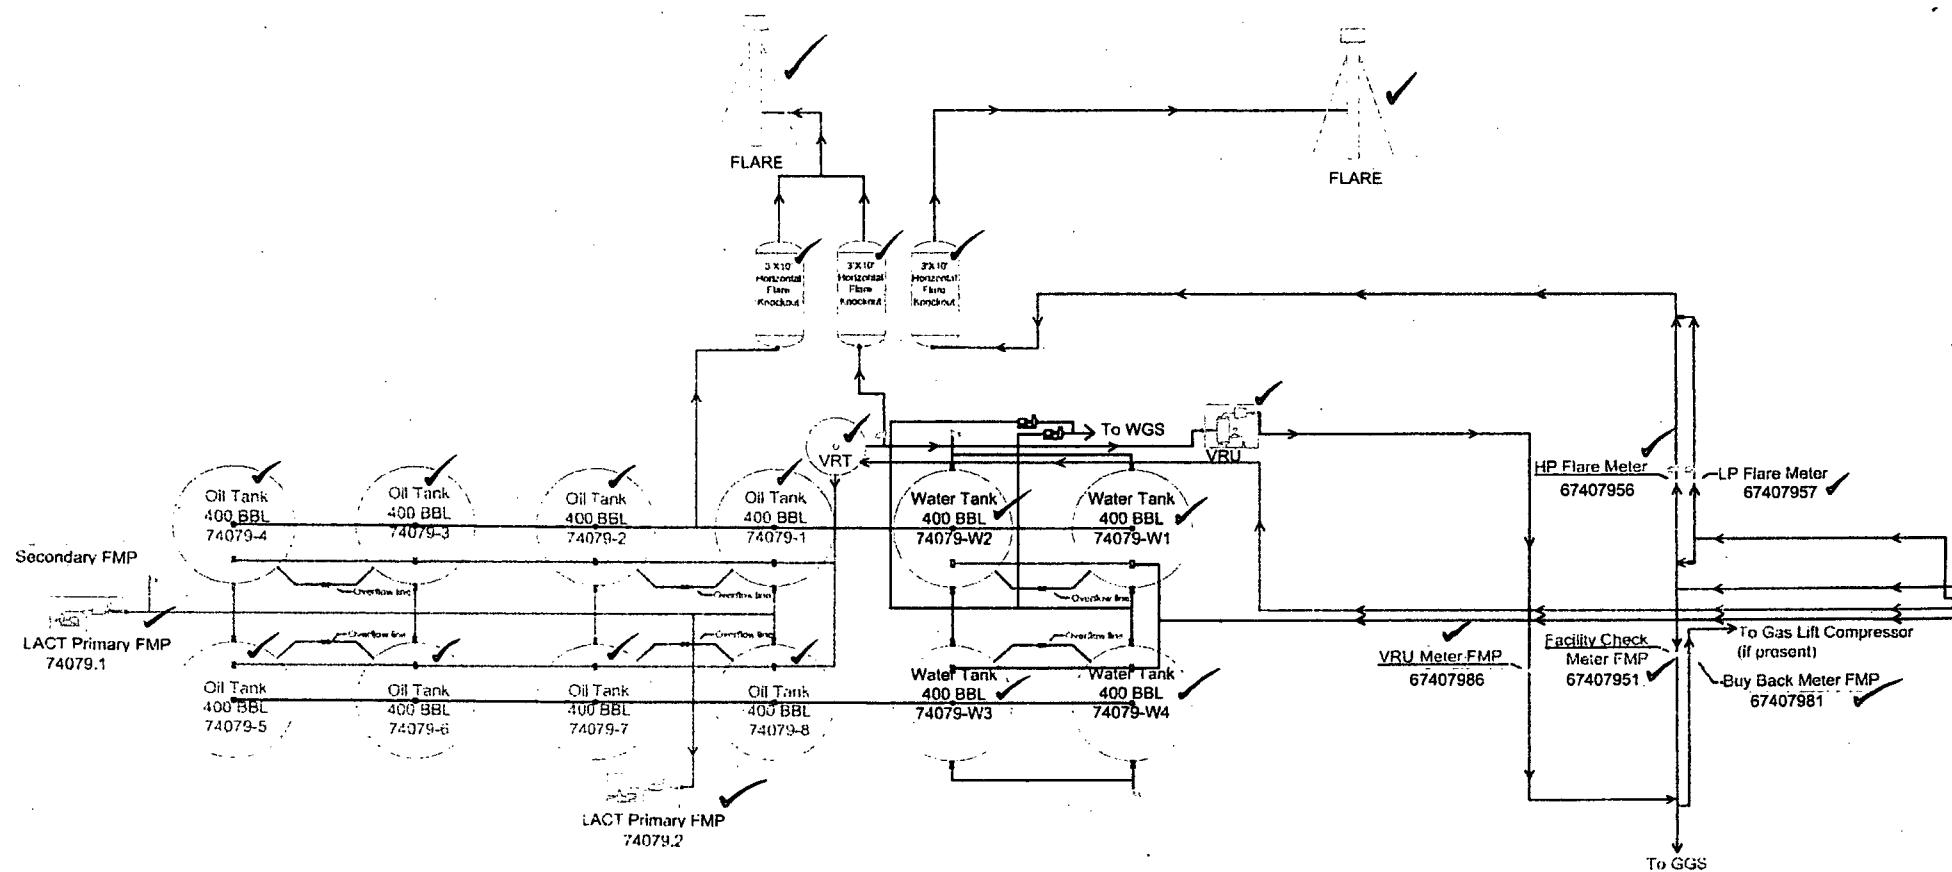 FLARE
FLARE
3'X10'
Horizontal
Flare
Knockout
3'X10'
Horizontal
Flare
Knockout
3'X10'
Horizontal
Flare
Knockout
To WGS
VRT
VRU
HP Flare Meter
67407956
LP Flare Meter
67407957
Oil Tank
400 BBL
74079-4
Oil Tank
400 BBL
74079-3
Oil Tank
400 BBL
74079-2
Oil Tank
400 BBL
74079-1
Water Tank
400 BBL
74079-W2
Water Tank
400 BBL
74079-W1
Secondary FMP
Overflow line
Overflow line
Overflow line
LACT Primary FMP
74079.1
Overflow line
Overflow line
Overflow line
VRU Meter FMP
67407986
Facility Check
Meter FMP
67407951
To Gas Lift Compressor
(if present)
Buy Back Meter FMP
67407981
Oil Tank
400 BBL
74079-5
Oil Tank
400 BBL
74079-6
Oil Tank
400 BBL
74079-7
Oil Tank
400 BBL
74079-8
Water Tank
400 BBL
74079-W3
Water Tank
400 BBL
74079-W4
LACT Primary FMP
74079.2
To GGS